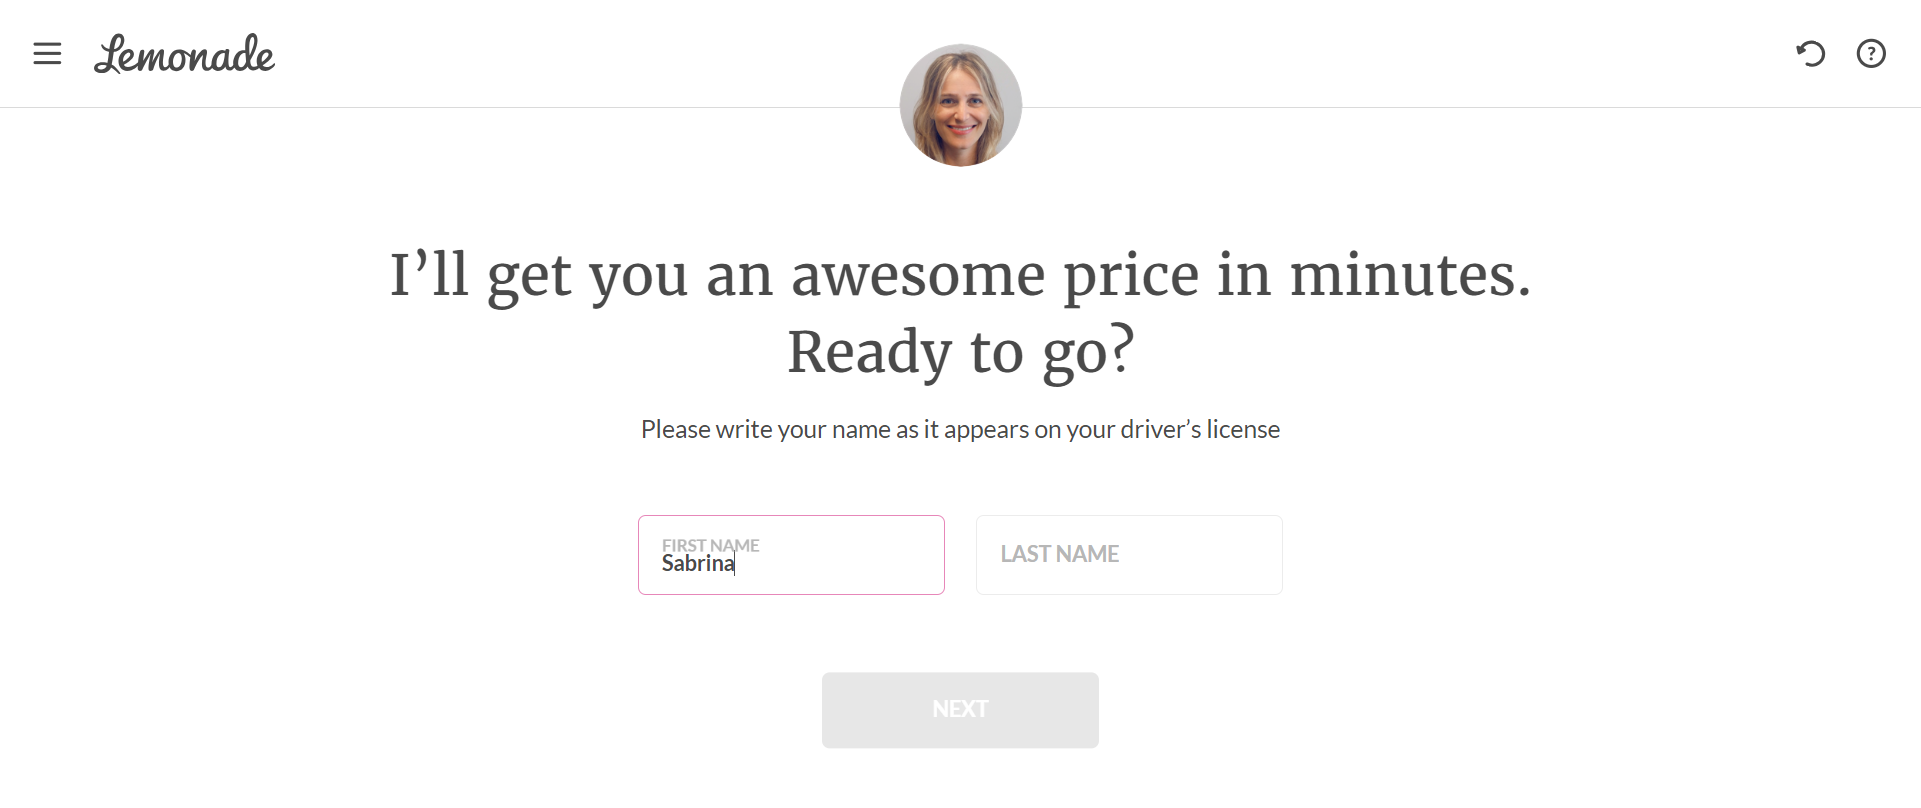 Lemonade
?
I’ll get you an awesome price in minutes.
Ready to go?
Please write your name as it appears on your driver’s license
FIRST NAME
Sabrina
LAST NAME
NEXT